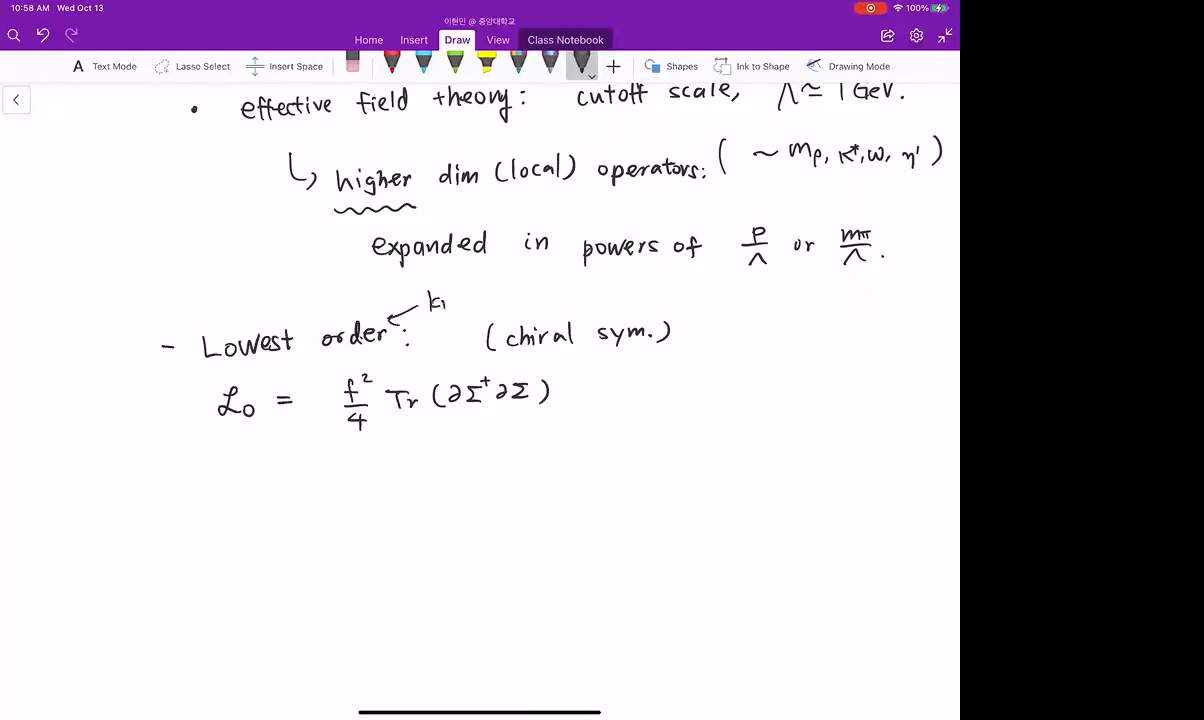 10:58 AM Wed Oct 13
100%
이현민 @ 중앙대학교
Home Insert Draw View Class Notebook
Text Mode Lasso Select Insert Space Shapes Ink to Shape Drawing Mode
• effective field theory: cutoff scale, Λ ≃ 1 GeV.
↳ higher dim (local) operators: ( ~ mρ, K*, ω, η' )
expanded in powers of P/Λ or mπ/Λ.
k
- Lowest order: (chiral sym.)
ℒ₀ = f²/4 Tr (∂Σ⁺∂Σ)